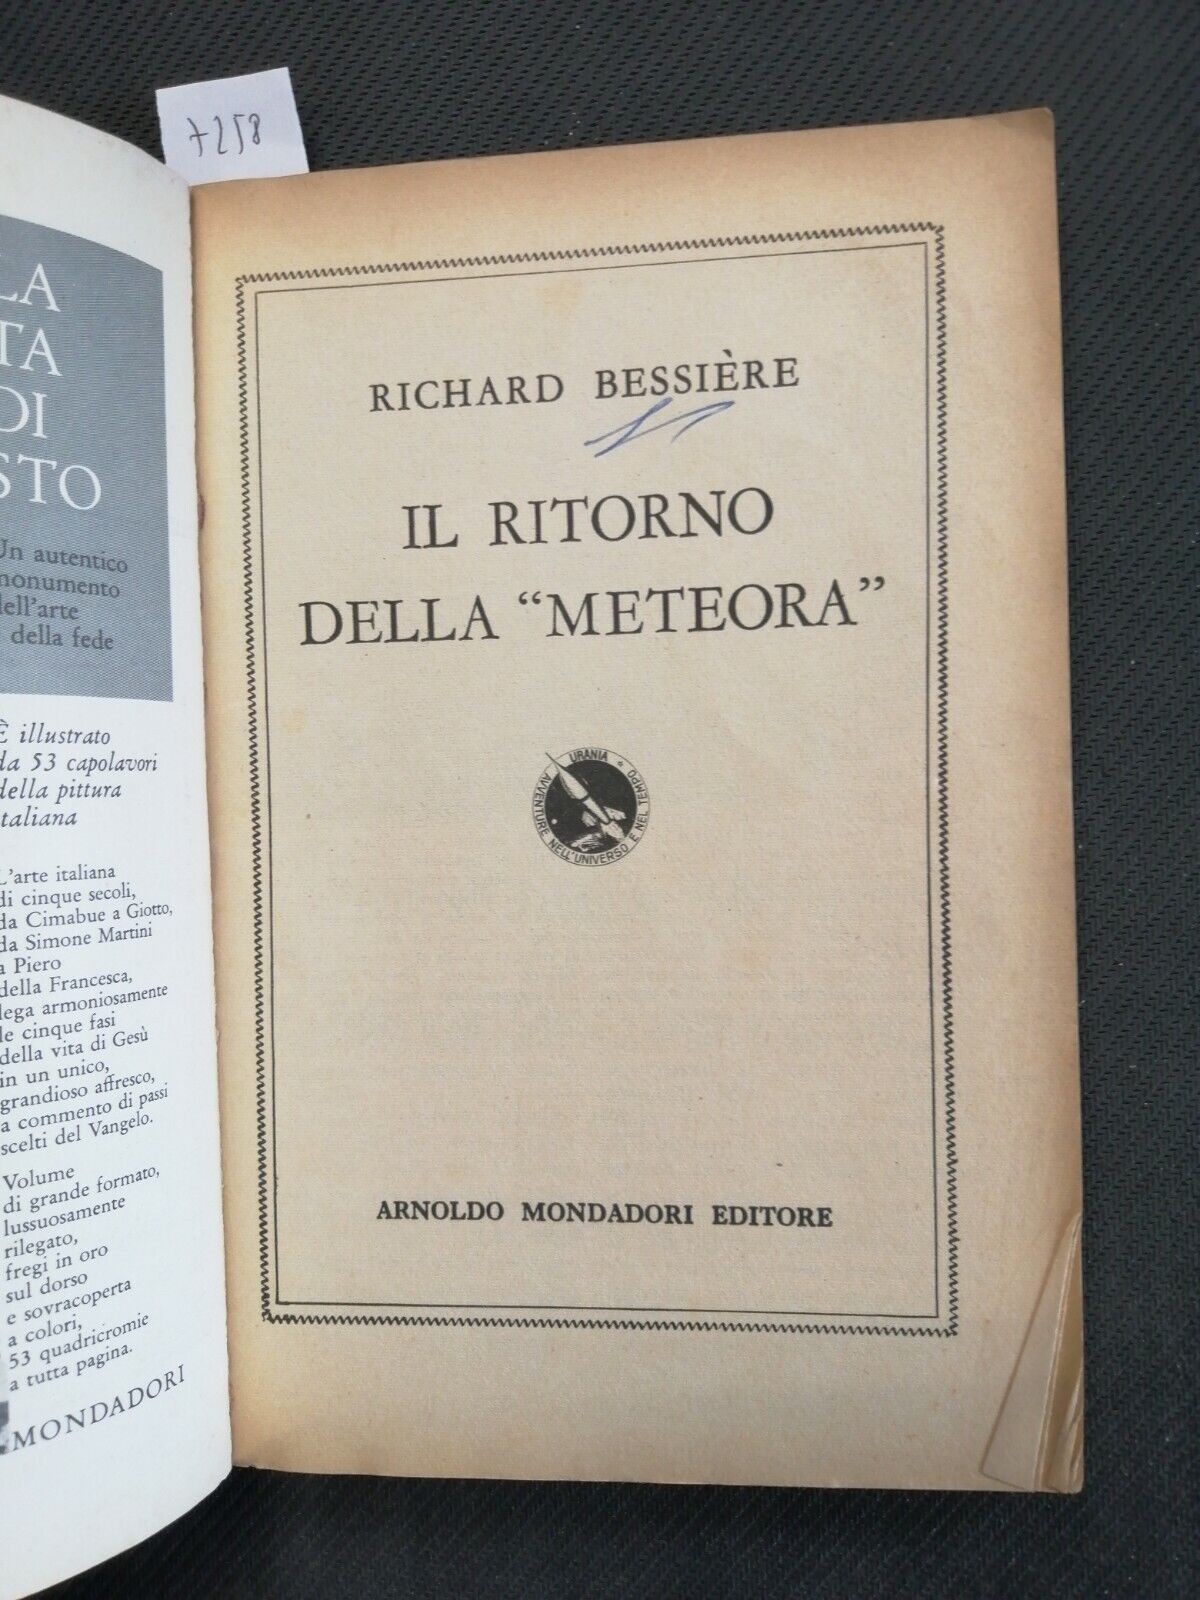 7258
LA
TA
DI
STO
Un autentico
monumento
dell'arte
della fede
È illustrato
da 53 capolavori
della pittura
italiana
L'arte italiana
di cinque secoli,
da Cimabue a Giotto,
da Simone Martini
a Piero
della Francesca,
lega armoniosamente
le cinque fasi
della vita di Gesù
in un unico,
grandioso affresco,
a commento di passi
scelti del Vangelo.
Volume
di grande formato,
lussuosamente
rilegato,
fregi in oro
sul dorso
e sovracoperta
a colori,
53 quadricromie
a tutta pagina.
MONDADORI
RICHARD BESSIÈRE
IL RITORNO
DELLA “METEORA”
URANIA
AVVENTURE NELL'UNIVERSO E NEL TEMPO
ARNOLDO MONDADORI EDITORE